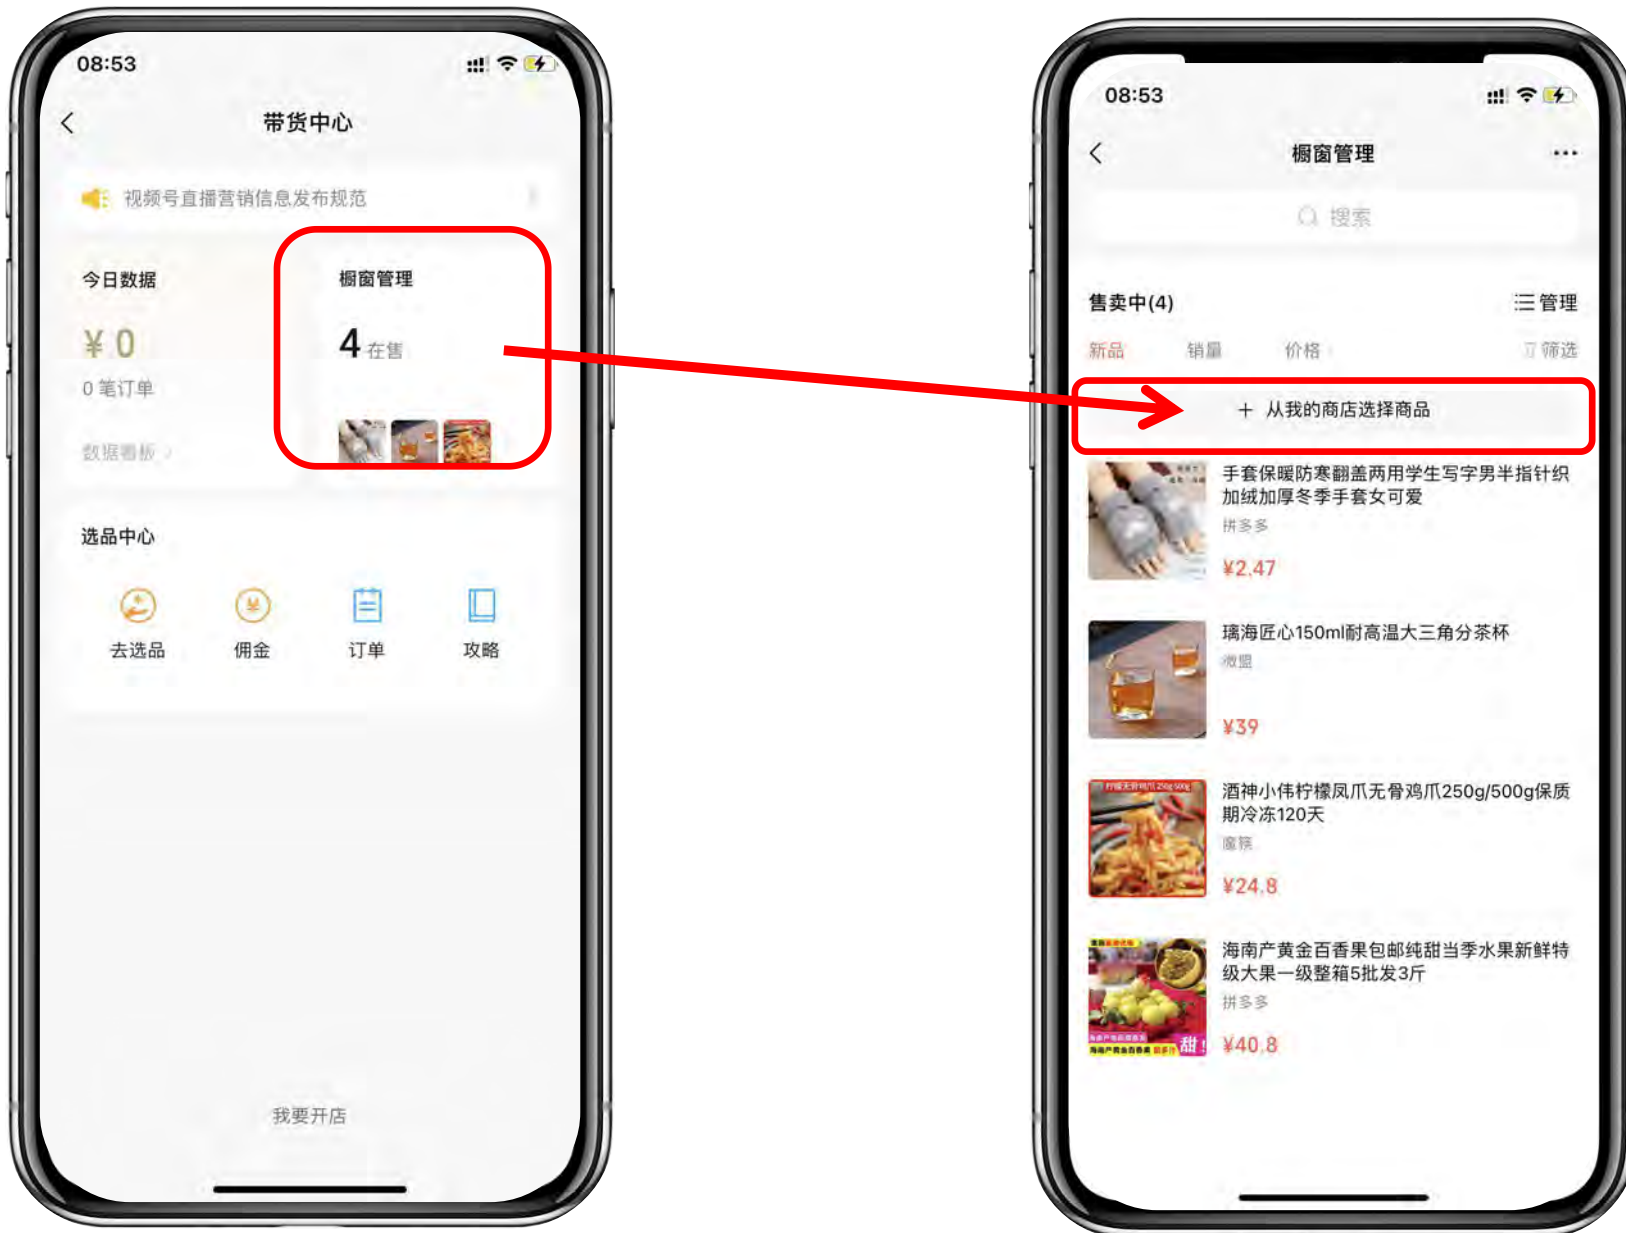 08:53
带货中心
视频号直播营销信息发布规范
今日数据
¥ 0
0 笔订单
数据看板
橱窗管理
4 在售
选品中心
去选品
佣金
订单
攻略
我要开店
08:53
橱窗管理
搜索
售卖中(4)
管理
新品
销量
价格
筛选
+ 从我的商店选择商品
手套保暖防寒翻盖两用学生写字男半指针织
加绒加厚冬季手套女可爱
拼多多
¥2.47
璃海匠心150ml耐高温大三角分茶杯
微盟
¥39
柠檬无骨鸡爪 250g/500g
酒神小伟柠檬凤爪无骨鸡爪250g/500g保质
期冷冻120天
魔筷
¥24.8
甜!
海南产黄金百香果包邮纯甜当季水果新鲜特
级大果一级整箱5批发3斤
拼多多
¥40.8